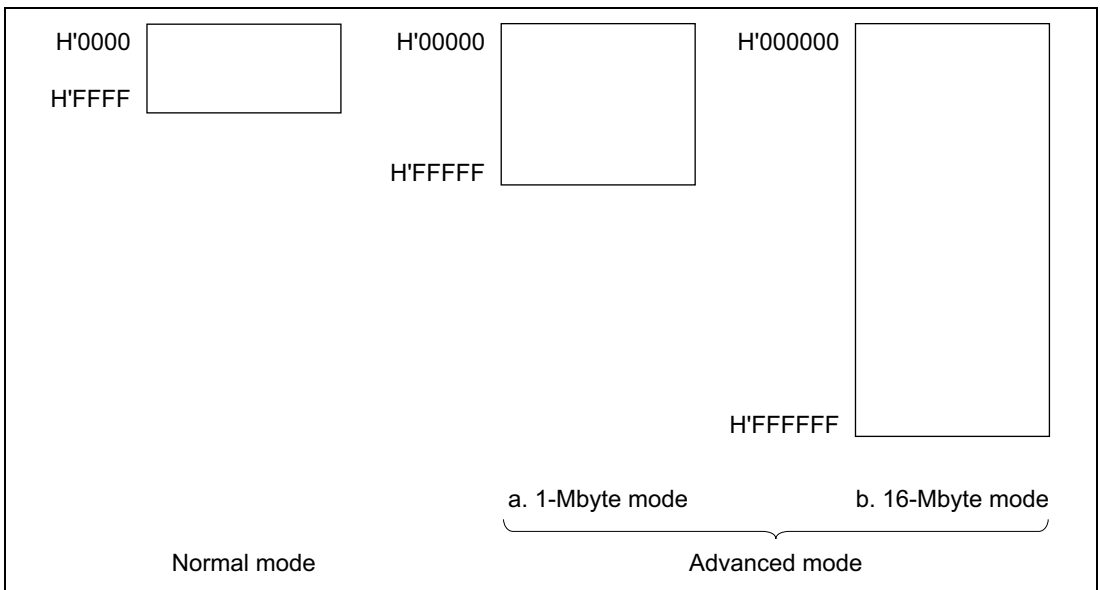 H'0000
H'FFFF
H'00000
H'FFFFF
H'000000
H'FFFFFF
a. 1-Mbyte mode
b. 16-Mbyte mode
Normal mode
Advanced mode